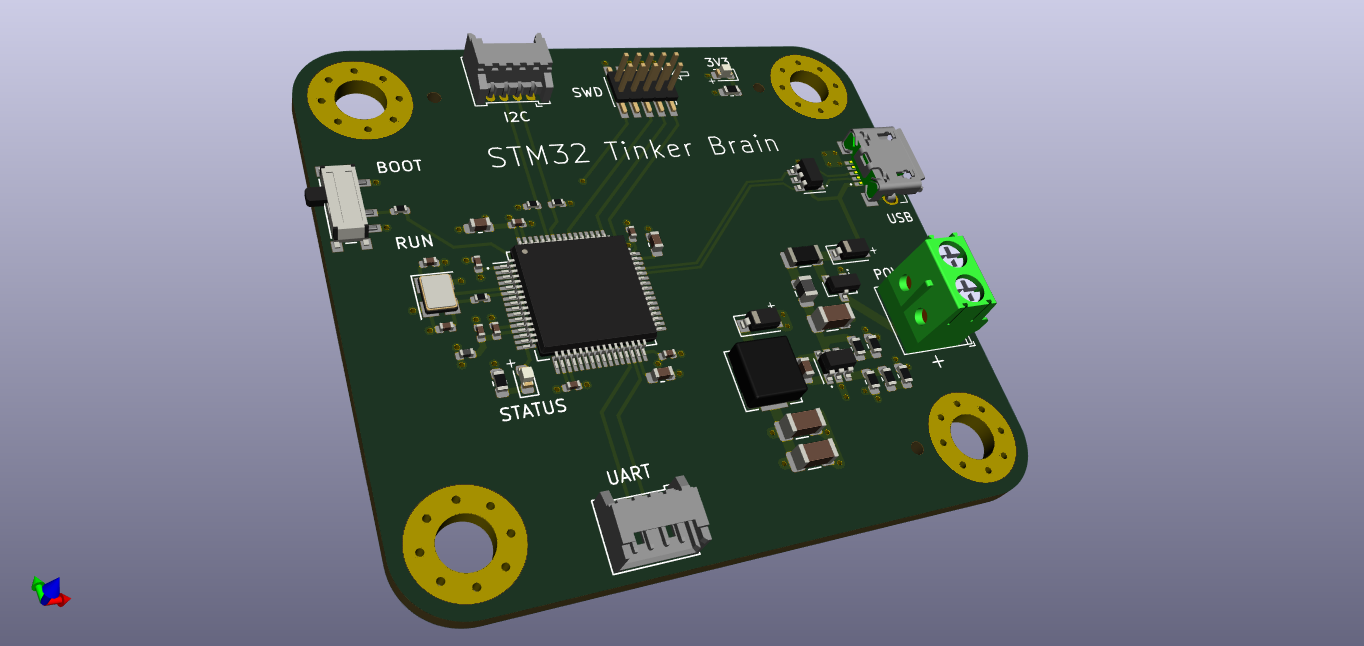 3V3
SWD
I2C
STM32 Tinker Brain
BOOT
USB
RUN
+
+
+
+
+
STATUS
UART